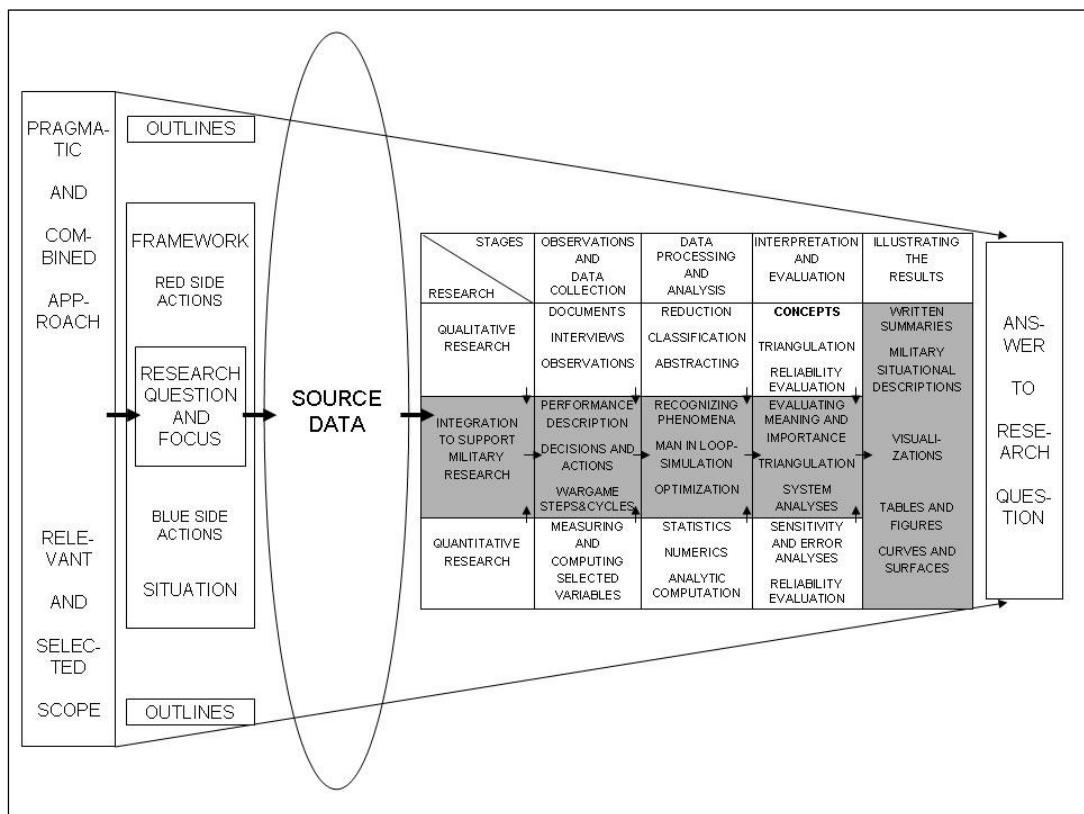 PRAGMA-
TIC
AND
COM-
BINED
APP-
ROACH
RELE-
VANT
AND
SELEC-
TED
SCOPE
OUTLINES
FRAMEWORK
RED SIDE
ACTIONS
RESEARCH
QUESTION
AND
FOCUS
BLUE SIDE
ACTIONS
SITUATION
OUTLINES
SOURCE
DATA
STAGES
RESEARCH
OBSERVATIONS
AND
DATA
COLLECTION
DATA
PROCESSING
AND
ANALYSIS
INTERPRETATION
AND
EVALUATION
ILLUSTRATING
THE
RESULTS
QUALITATIVE
RESEARCH
DOCUMENTS
INTERVIEWS
OBSERVATIONS
REDUCTION
CLASSIFICATION
ABSTRACTING
CONCEPTS
TRIANGULATION
RELIABILITY
EVALUATION
WRITTEN
SUMMARIES
MILITARY
SITUATIONAL
DESCRIPTIONS
VISUALI-
ZATIONS
TABLES AND
FIGURES
CURVES AND
SURFACES
INTEGRATION
TO SUPPORT
MILITARY
RESEARCH
PERFORMANCE
DESCRIPTION
DECISIONS AND
ACTIONS
WARGAME
STEPS&CYCLES
RECOGNIZING
PHENOMENA
MAN IN LOOP-
SIMULATION
OPTIMIZATION
EVALUATING
MEANING AND
IMPORTANCE
TRIANGULATION
SYSTEM
ANALYSES
QUANTITATIVE
RESEARCH
MEASURING
AND
COMPUTING
SELECTED
VARIABLES
STATISTICS
NUMERICS
ANALYTIC
COMPUTATION
SENSITIVITY
AND ERROR
ANALYSES
RELIABILITY
EVALUATION
ANS-
WER
TO
RESE-
ARCH
QUES-
TION